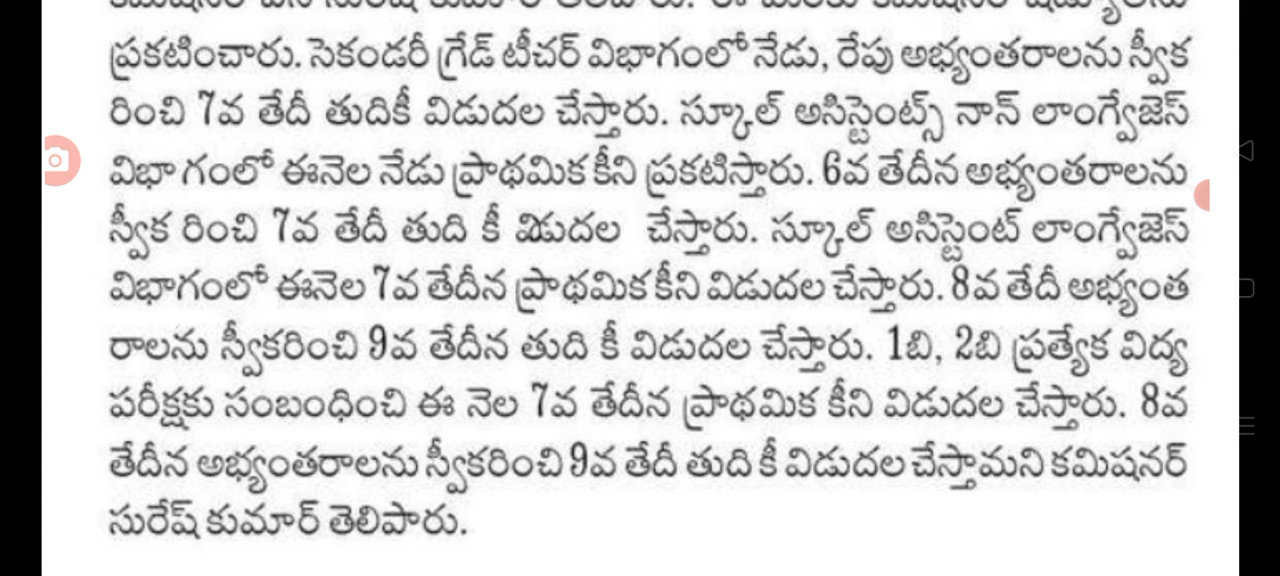 ప్రకటించారు. సెకండరీ గ్రేడ్ టీచర్ విభాగంలో నేడు, రేపు అభ్యంతరాలను స్వీక
రించి 7వ తేదీ తుదికీ విడుదల చేస్తారు. స్కూల్ అసిస్టెంట్స్ నాన్ లాంగ్వేజెస్
విభా గంలో ఈనెల నేడు ప్రాథమిక కీని ప్రకటిస్తారు. 6వ తేదీన అభ్యంతరాలను
స్వీక రించి 7వ తేదీ తుది కీ విడుదల చేస్తారు. స్కూల్ అసిస్టెంట్ లాంగ్వేజెస్
విభాగంలో ఈనెల 7వ తేదీన ప్రాథమిక కీని విడుదల చేస్తారు. 8వ తేదీ అభ్యంత
రాలను స్వీకరించి 9వ తేదీన తుది కీ విడుదల చేస్తారు. 1బి, 2బి ప్రత్యేక విద్య
పరీక్షకు సంబంధించి ఈ నెల 7వ తేదీన ప్రాథమిక కీని విడుదల చేస్తారు. 8వ
తేదీన అభ్యంతరాలను స్వీకరించి 9వ తేదీ తుది కీ విడుదల చేస్తామని కమిషనర్
సురేష్ కుమార్ తెలిపారు.